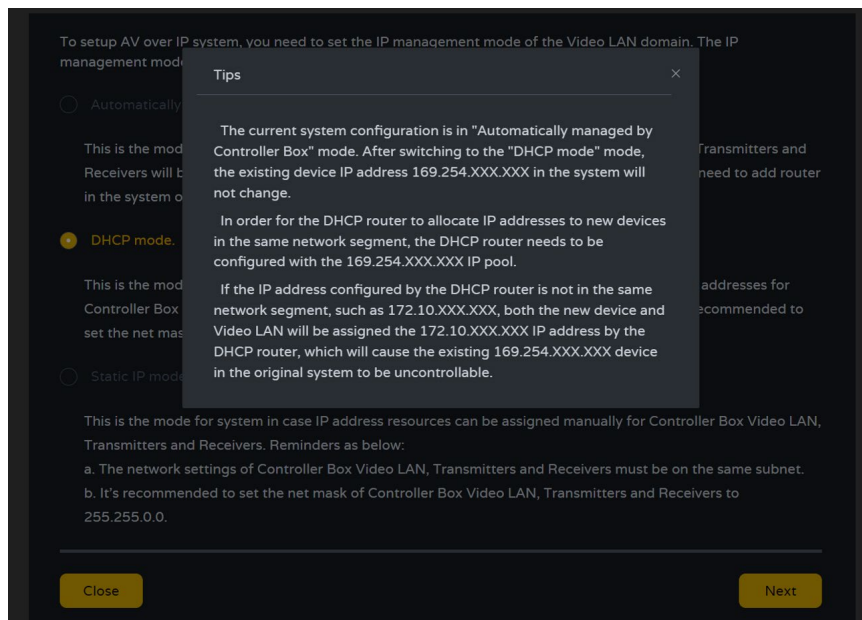 To setup AV over IP system, you need to set the IP management mode of the Video LAN domain. The IP
management mod
Tips
×
Automatically
The current system configuration is in "Automatically managed by
Controller Box" mode. After switching to the "DHCP mode" mode,
This is the mod
the existing device IP address 169.254.XXX.XXX in the system will
Transmitters and
Receivers will b
not change.
need to add router
in the system o
In order for the DHCP router to allocate IP addresses to new devices
DHCP mode.
in the same network segment, the DHCP router needs to be
configured with the 169.254.XXX.XXX IP pool.
This is the mod
If the IP address configured by the DHCP router is not in the same
addresses for
Controller Box
network segment, such as 172.10.XXX.XXX, both the new device and
ecommended to
set the net mas
Video LAN will be assigned the 172.10.XXX.XXX IP address by the
DHCP router, which will cause the existing 169.254.XXX.XXX device
Static IP mode
in the original system to be uncontrollable.
This is the mode for system in case IP address resources can be assigned manually for Controller Box Video LAN,
Transmitters and Receivers. Reminders as below:
a. The network settings of Controller Box Video LAN, Transmitters and Receivers must be on the same subnet.
b. It's recommended to set the net mask of Controller Box Video LAN, Transmitters and Receivers to
255.255.0.0.
Close
Next